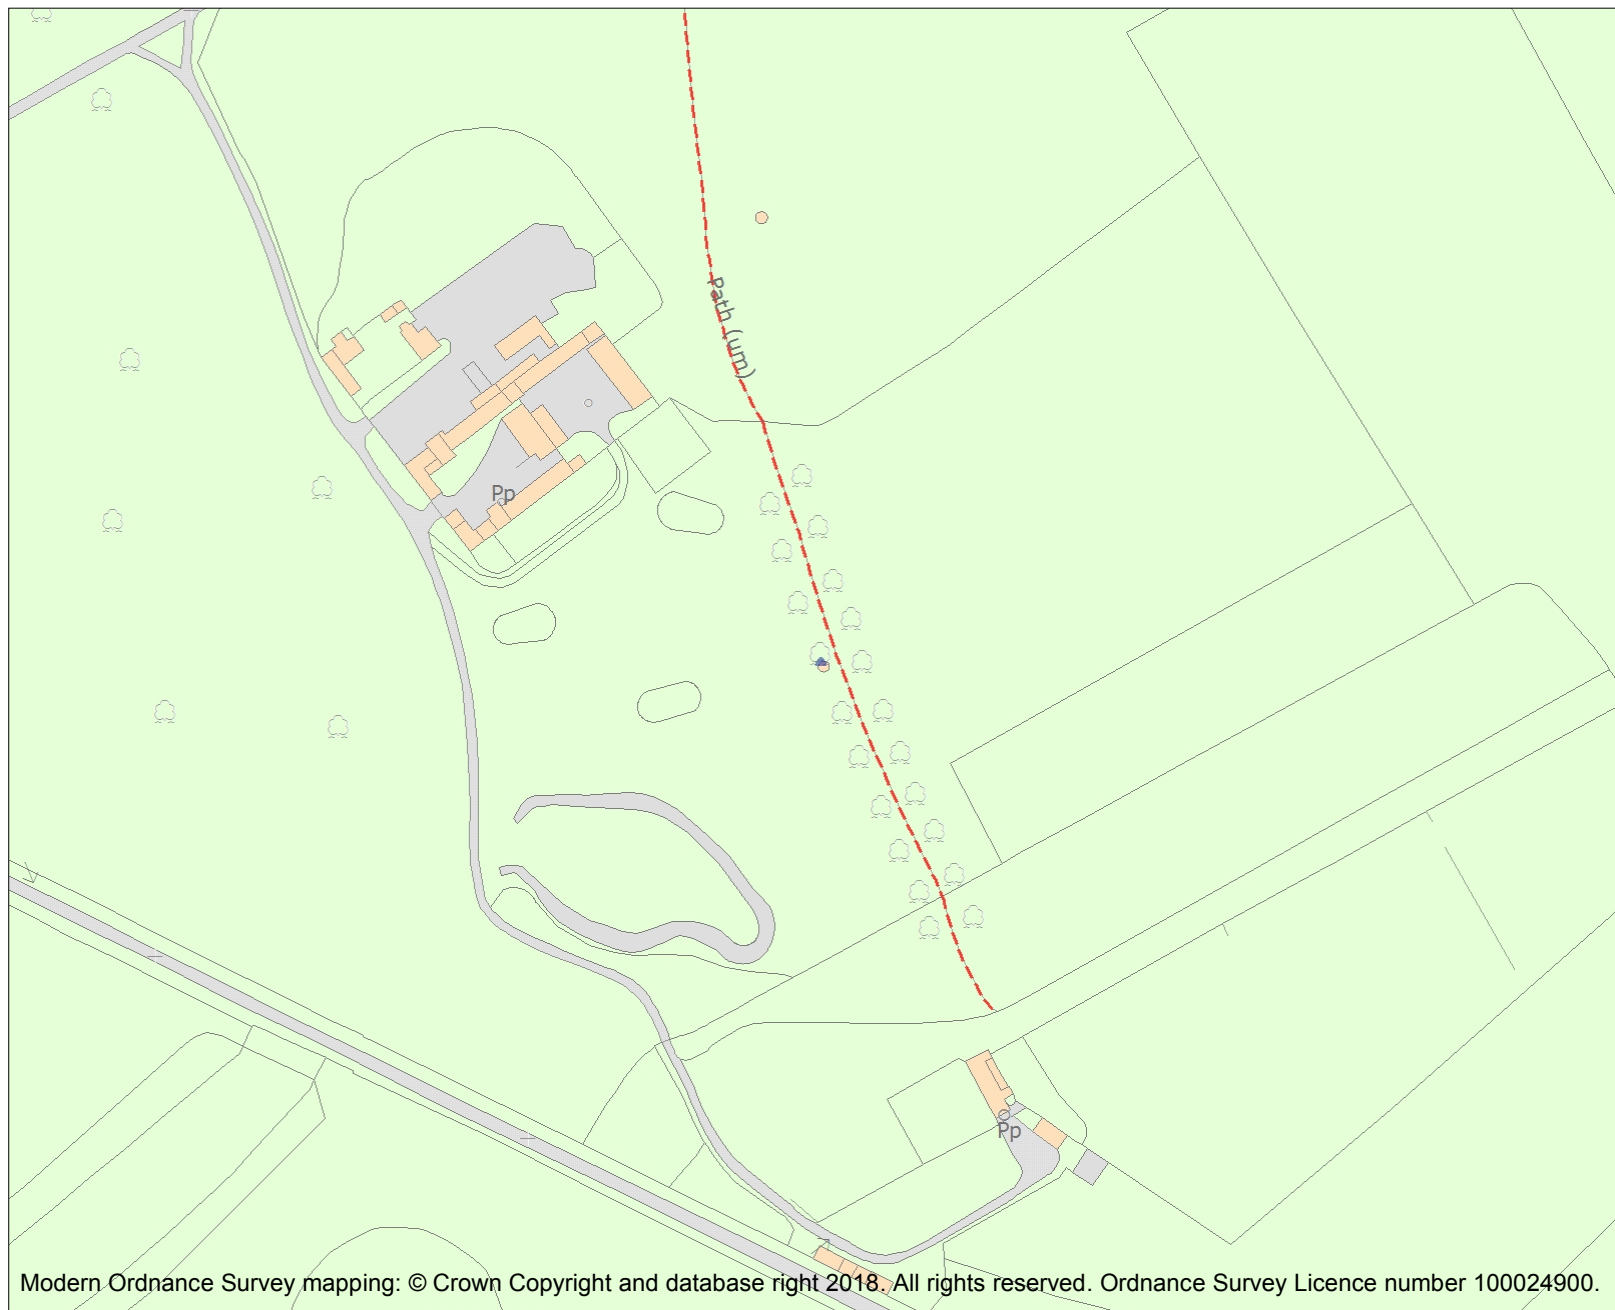 Path (um)
Pp
Pp
Modern Ordnance Survey mapping: © Crown Copyright and database right 2018. All rights reserved. Ordnance Survey Licence number 100024900.